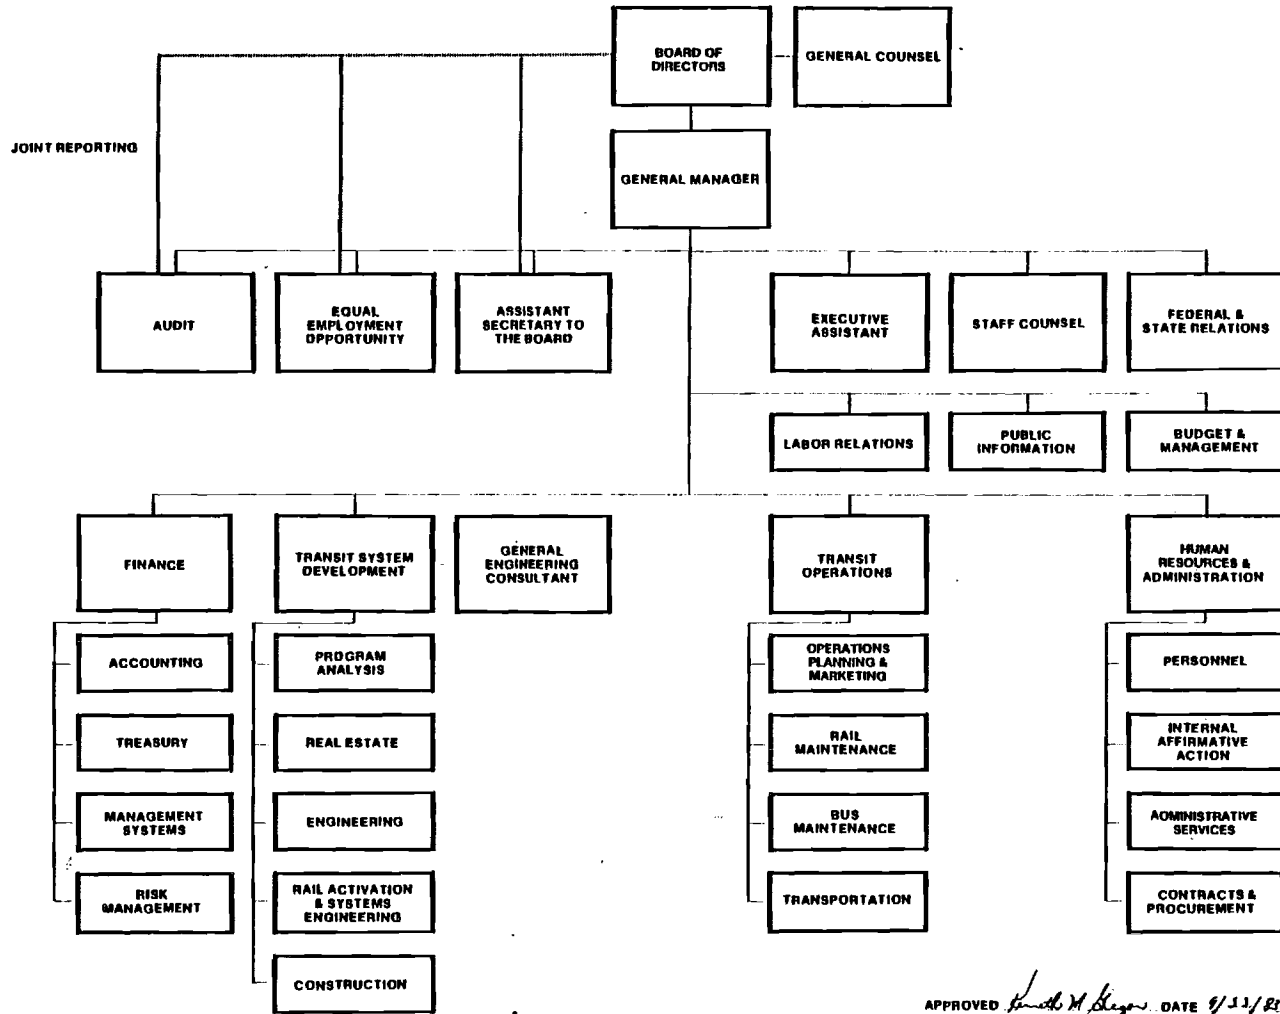 BOARD OF
DIRECTORS
GENERAL COUNSEL
JOINT REPORTING
GENERAL MANAGER
AUDIT
EQUAL
EMPLOYMENT
OPPORTUNITY
ASSISTANT
SECRETARY TO
THE BOARD
EXECUTIVE
ASSISTANT
STAFF COUNSEL
FEDERAL &
STATE RELATIONS
LABOR RELATIONS
PUBLIC
INFORMATION
BUDGET &
MANAGEMENT
FINANCE
TRANSIT SYSTEM
DEVELOPMENT
GENERAL
ENGINEERING
CONSULTANT
TRANSIT
OPERATIONS
HUMAN
RESOURCES &
ADMINISTRATION
ACCOUNTING
PROGRAM
ANALYSIS
OPERATIONS
PLANNING &
MARKETING
PERSONNEL
TREASURY
REAL ESTATE
RAIL
MAINTENANCE
INTERNAL
AFFIRMATIVE
ACTION
MANAGEMENT
SYSTEMS
ENGINEERING
BUS
MAINTENANCE
ADMINISTRATIVE
SERVICES
RISK
MANAGEMENT
RAIL ACTIVATION
& SYSTEMS
ENGINEERING
TRANSPORTATION
CONTRACTS &
PROCUREMENT
CONSTRUCTION
APPROVED DATE